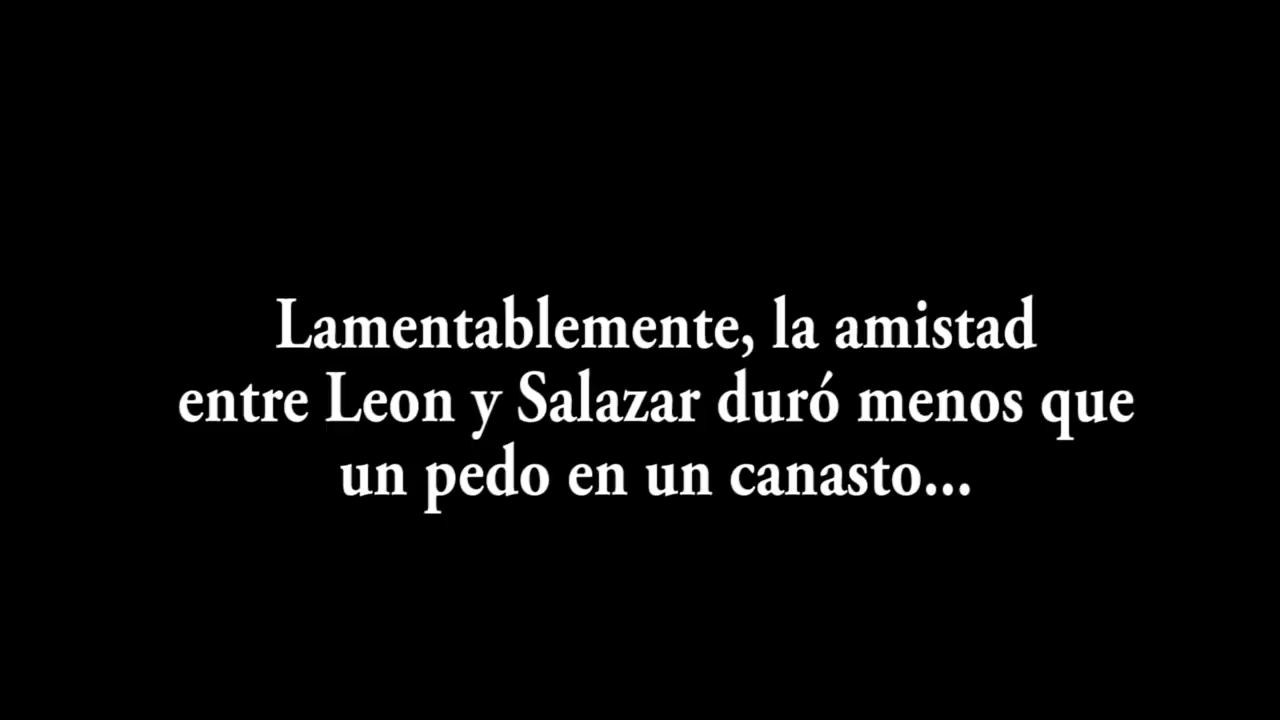 Lamentablemente, la amistad
entre Leon y Salazar duró menos que
un pedo en un canasto...